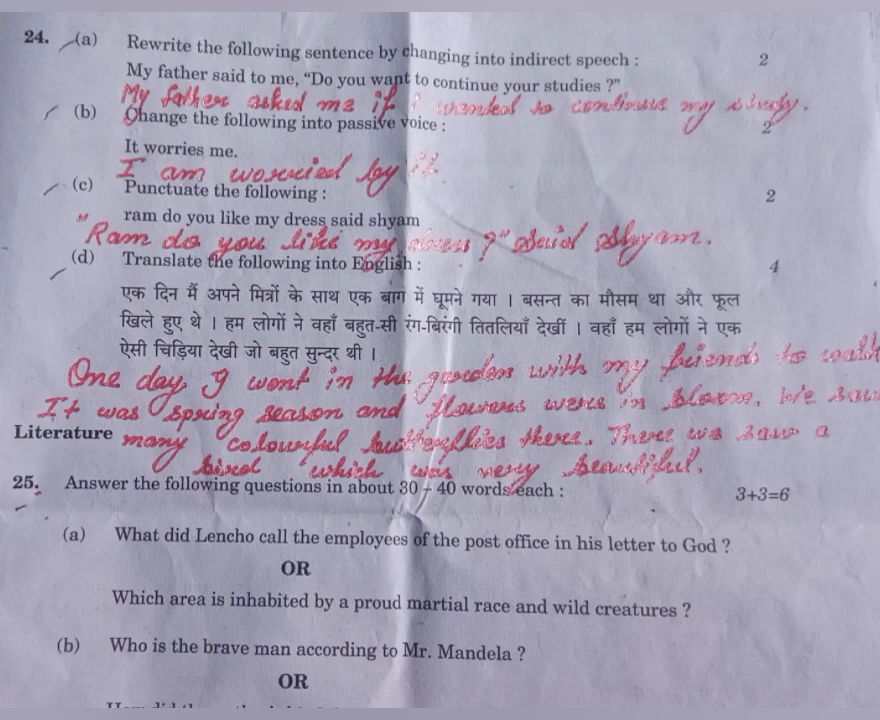 24. (a) Rewrite the following sentence by changing into indirect speech : 2
My father said to me, "Do you want to continue your studies ?"
My father asked me if I wanted to continue my study.
(b) Change the following into passive voice : 2
It worries me.
I am worried by it.
(c) Punctuate the following : 2
ram do you like my dress said shyam
"Ram do you like my dress ?" said Shyam.
(d) Translate the following into English : 4
एक दिन मैं अपने मित्रों के साथ एक बाग में घूमने गया । बसन्त का मौसम था और फूल
खिले हुए थे । हम लोगों ने वहाँ बहुत-सी रंग-बिरंगी तितलियाँ देखीं । वहाँ हम लोगों ने एक
ऐसी चिड़िया देखी जो बहुत सुन्दर थी ।
One day, I went in the garden with my friends to walk
It was spring season and flowers were in bloom. We saw
Literature many colourful butterflies there. There we saw a
bird which was very beautiful.
25. Answer the following questions in about 30 – 40 words each : 3+3=6
(a) What did Lencho call the employees of the post office in his letter to God ?
OR
Which area is inhabited by a proud martial race and wild creatures ?
(b) Who is the brave man according to Mr. Mandela ?
OR